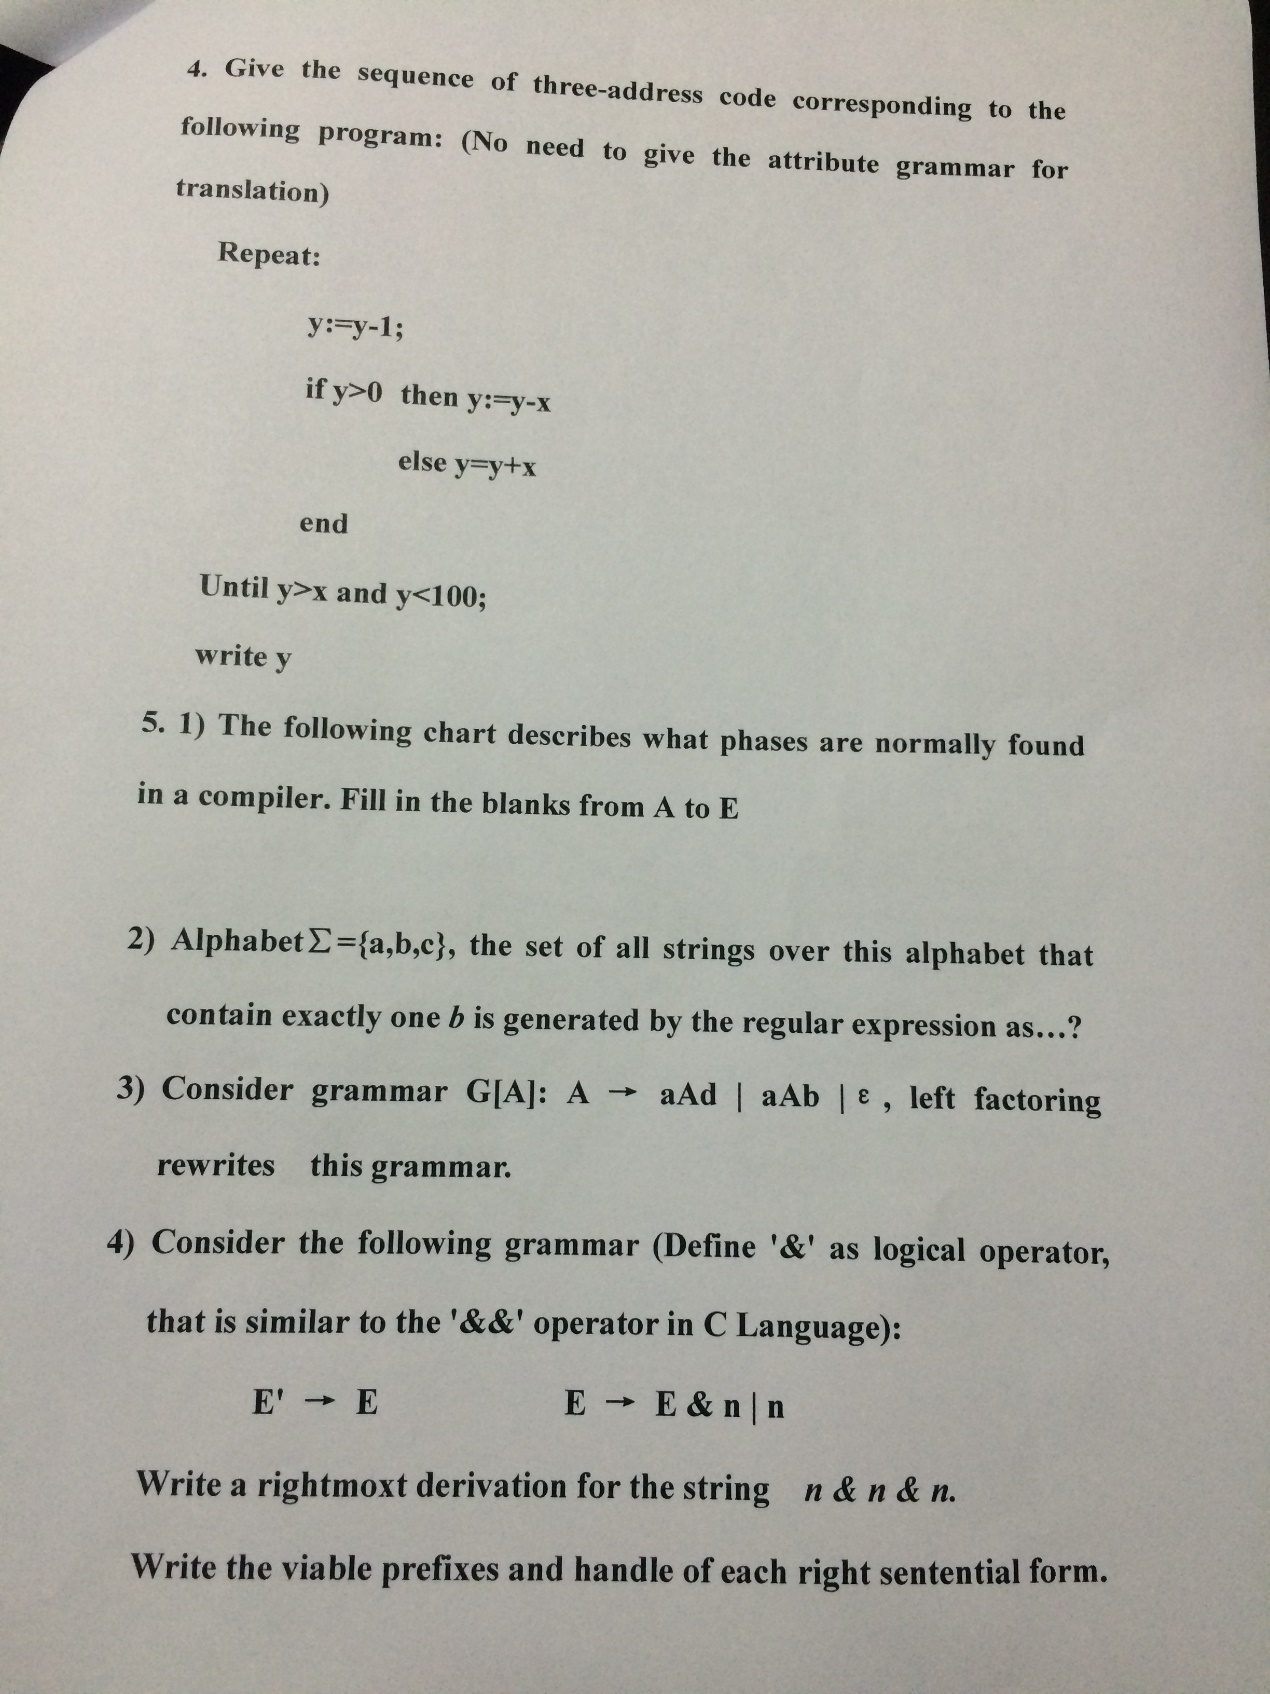 4. Give the sequence of three-address code corresponding to the
following program: (No need to give the attribute grammar for
translation)
Repeat:
y:=y-1;
if y>0 then y:=y-x
else y=y+x
end
Until y>x and y<100;
write y
5. 1) The following chart describes what phases are normally found
in a compiler. Fill in the blanks from A to E
2) Alphabet Σ={a,b,c}, the set of all strings over this alphabet that
contain exactly one b is generated by the regular expression as...?
3) Consider grammar G[A]: A → aAd | aAb | ε , left factoring
rewrites this grammar.
4) Consider the following grammar (Define '&' as logical operator,
that is similar to the '&&' operator in C Language):
E' → E E → E & n | n
Write a rightmoxt derivation for the string n & n & n.
Write the viable prefixes and handle of each right sentential form.